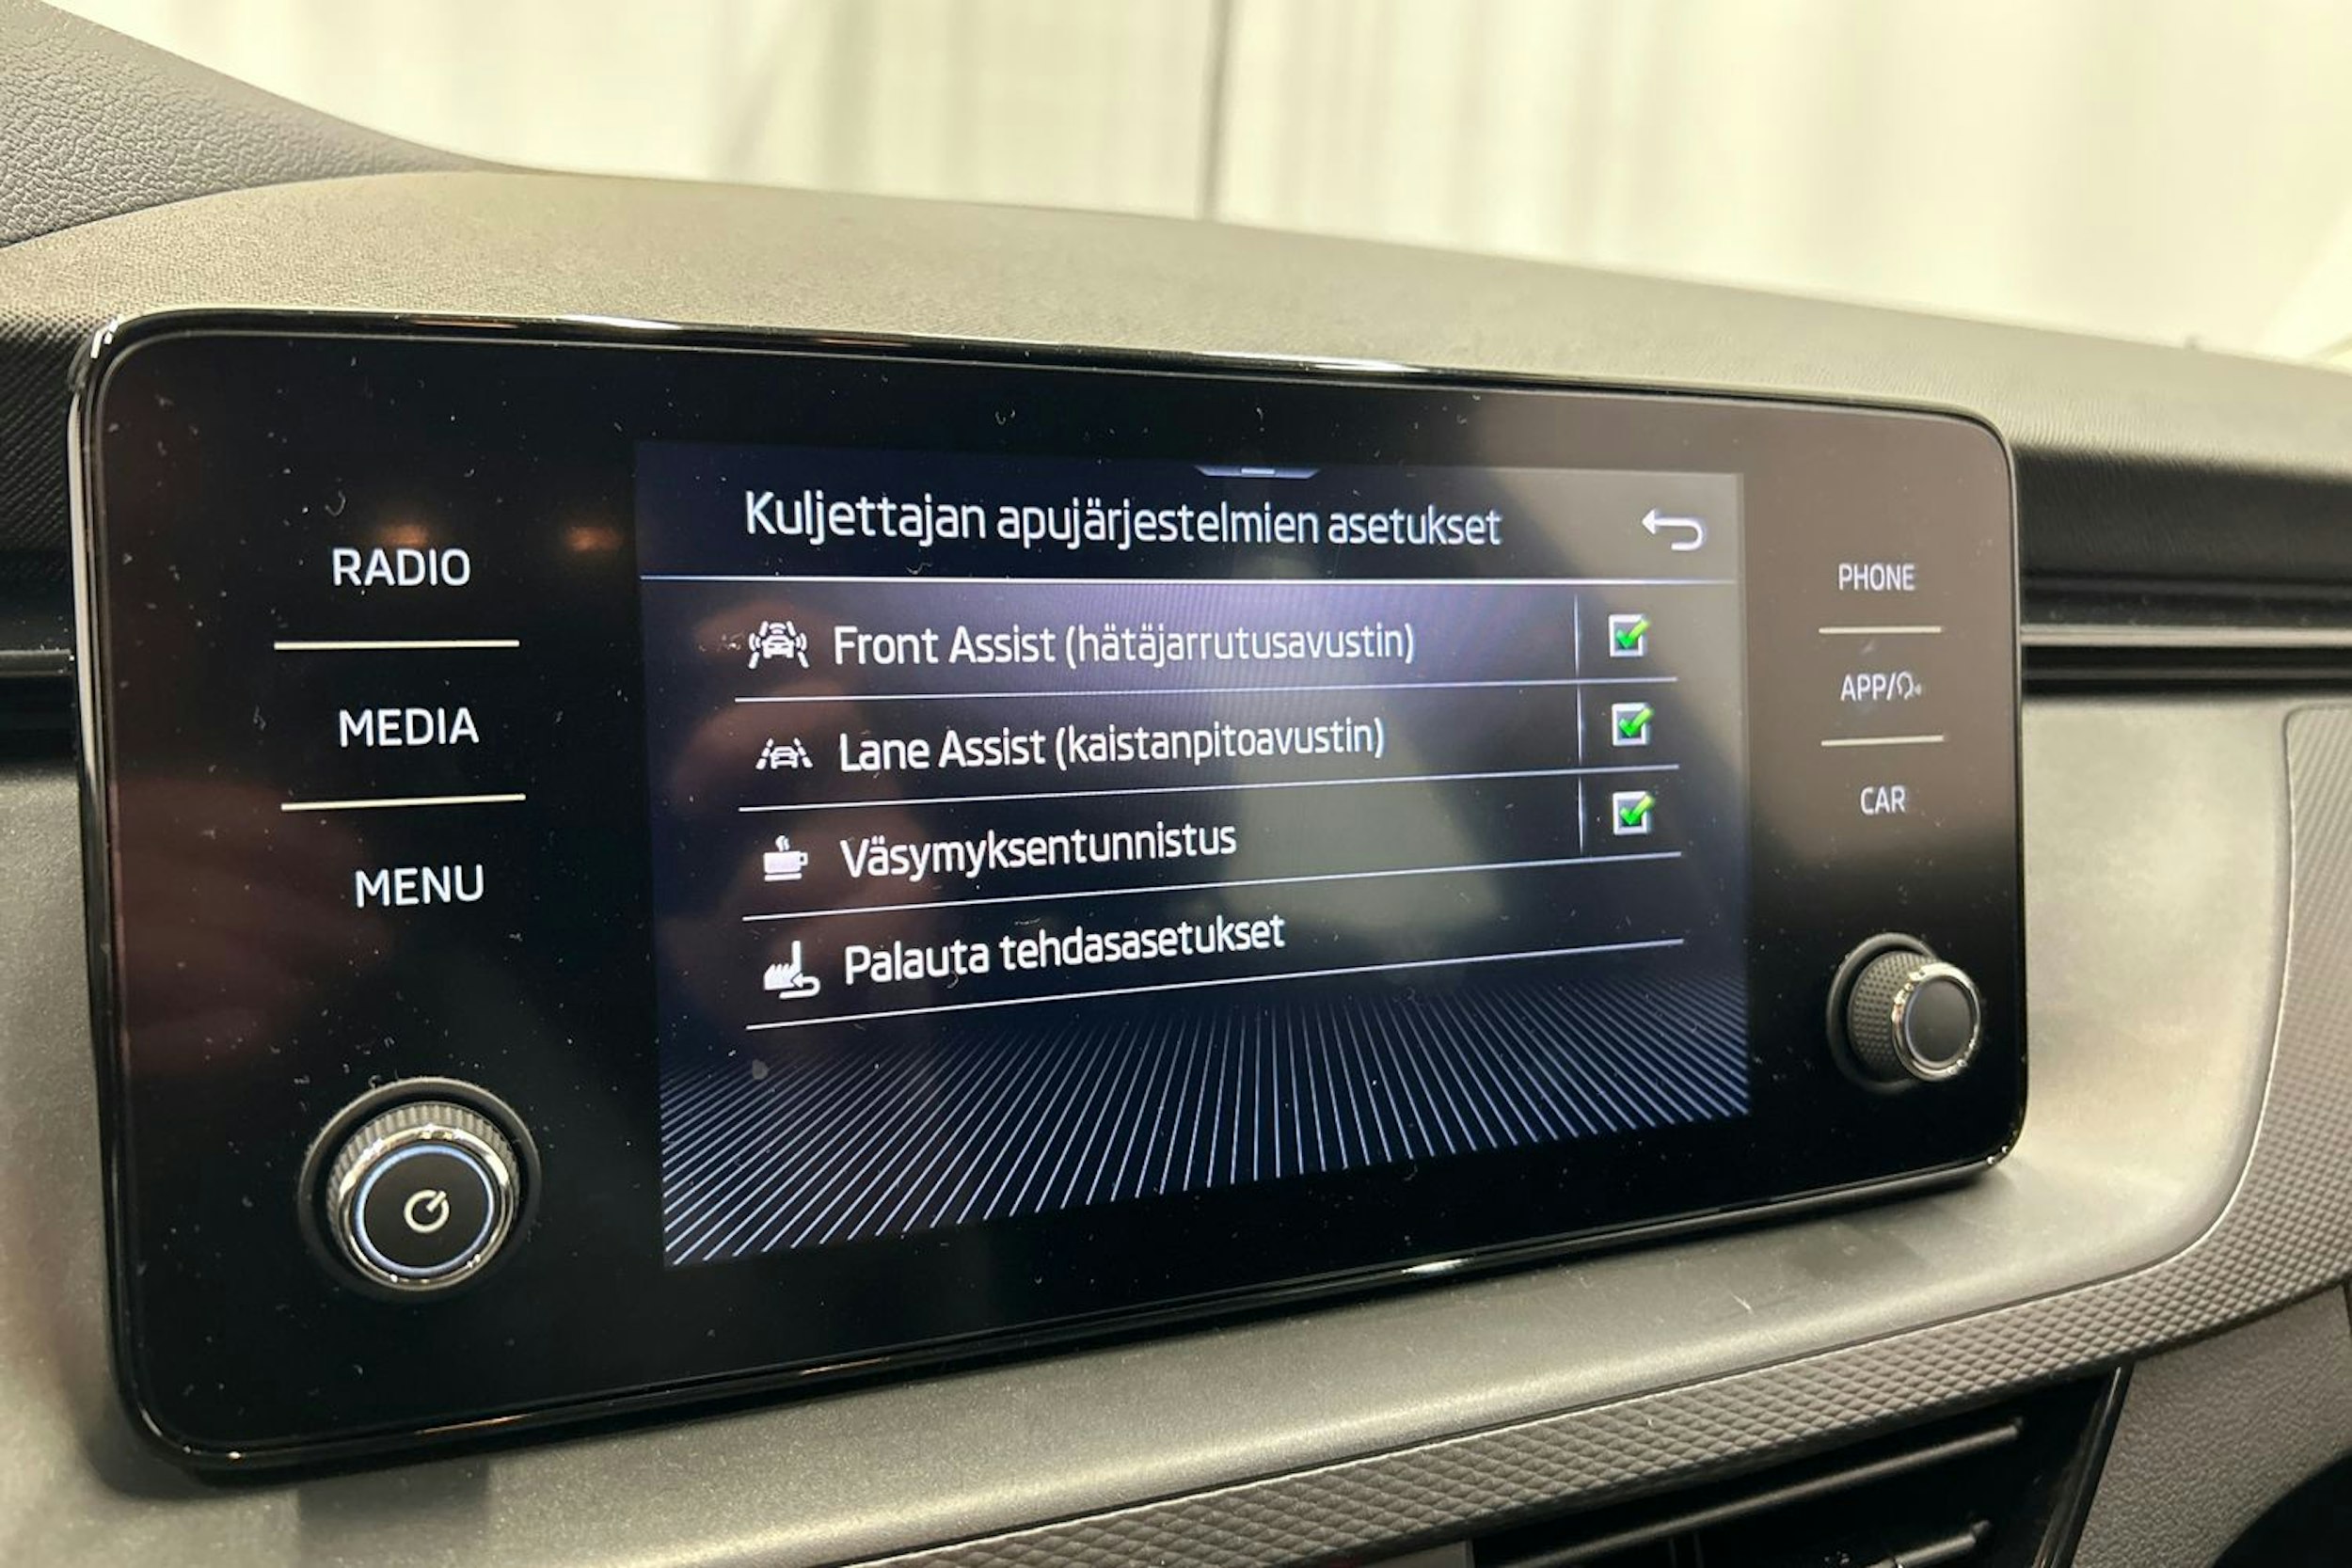 RADIO
MEDIA
MENU
Kuljettajan apujärjestelmien asetukset
Front Assist (hätäjarrutusavustin)
Lane Assist (kaistanpitoavustin)
Väsymyksentunnistus
Palauta tehdasasetukset
PHONE
APP/
CAR